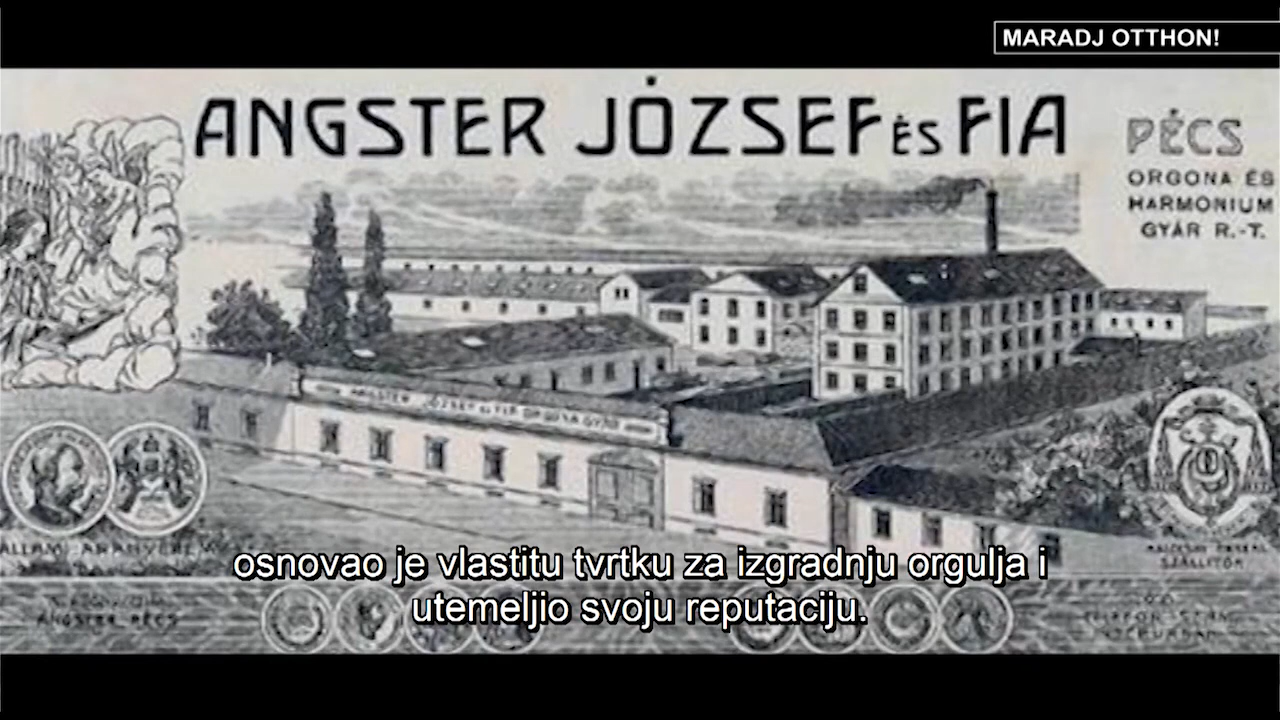 MARADJ OTTHON!
ANGSTER JÓZSEF ÉS FIA
PÉCS
ORGONA ÉS
HARMONIUM
GYÁR R.-T.
ANGSTER JÓZSEF ÉS FIA ORGONA GYÁR
osnovao je vlastitu tvrtku za izgradnju orgulja i
utemeljio svoju reputaciju.
ANGSTER PÉCS